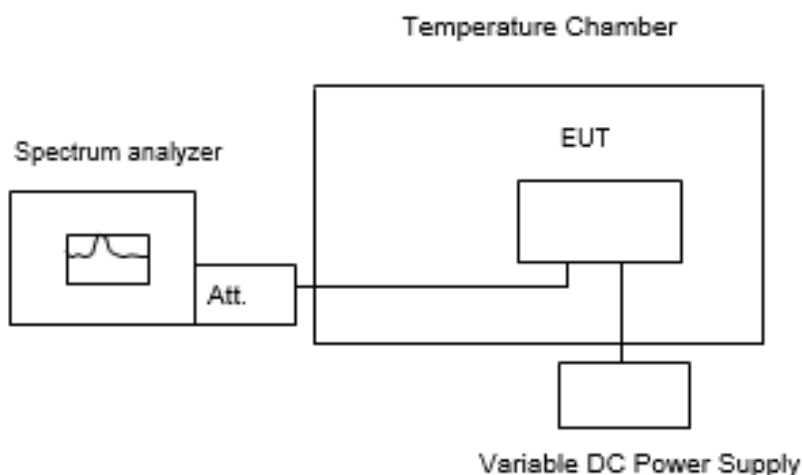 Temperature Chamber
Spectrum analyzer
EUT
Att.
Variable DC Power Supply